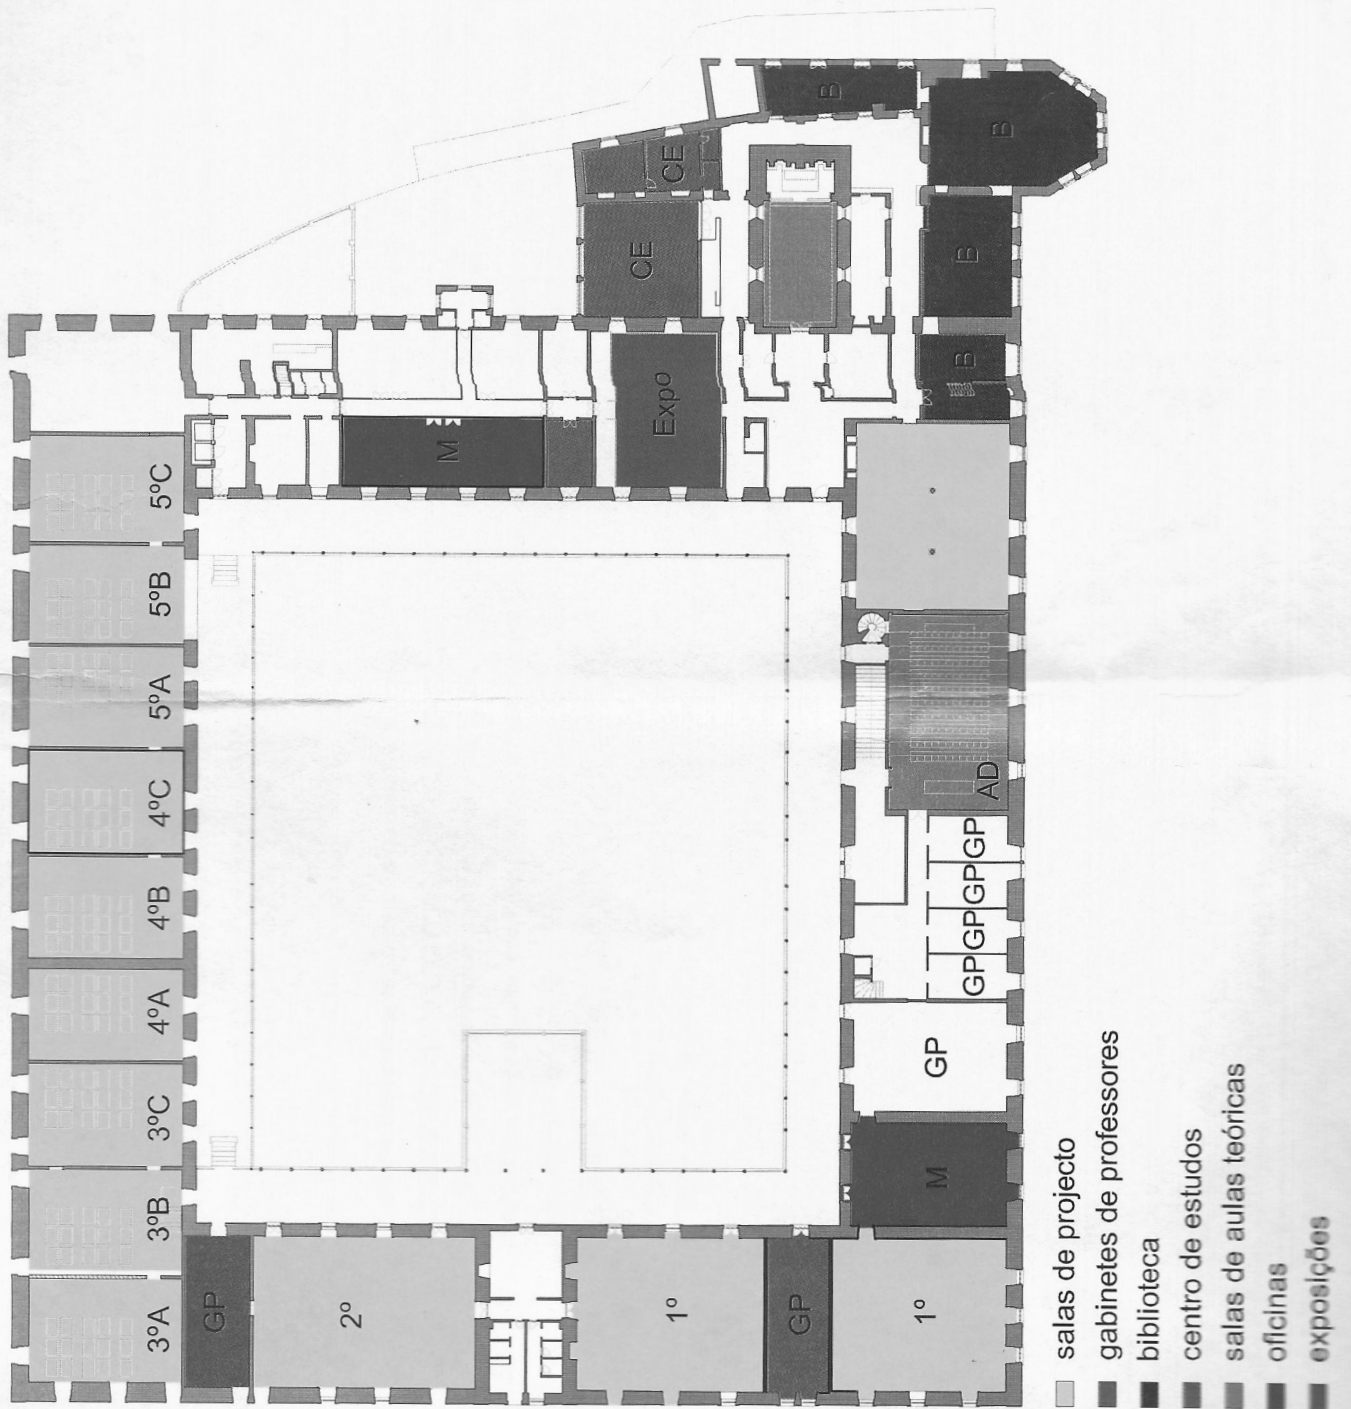 3ºA
3ºB
3ºC
4ºA
4ºB
4ºC
5ºA
5ºB
5ºC
GP
2º
1º
GP
1º
M
GP
GP
GP
GP
GP
AD
M
Expo
CE
CE
B
B
B
B
salas de projecto
gabinetes de professores
biblioteca
centro de estudos
salas de aulas teóricas
oficinas
exposições